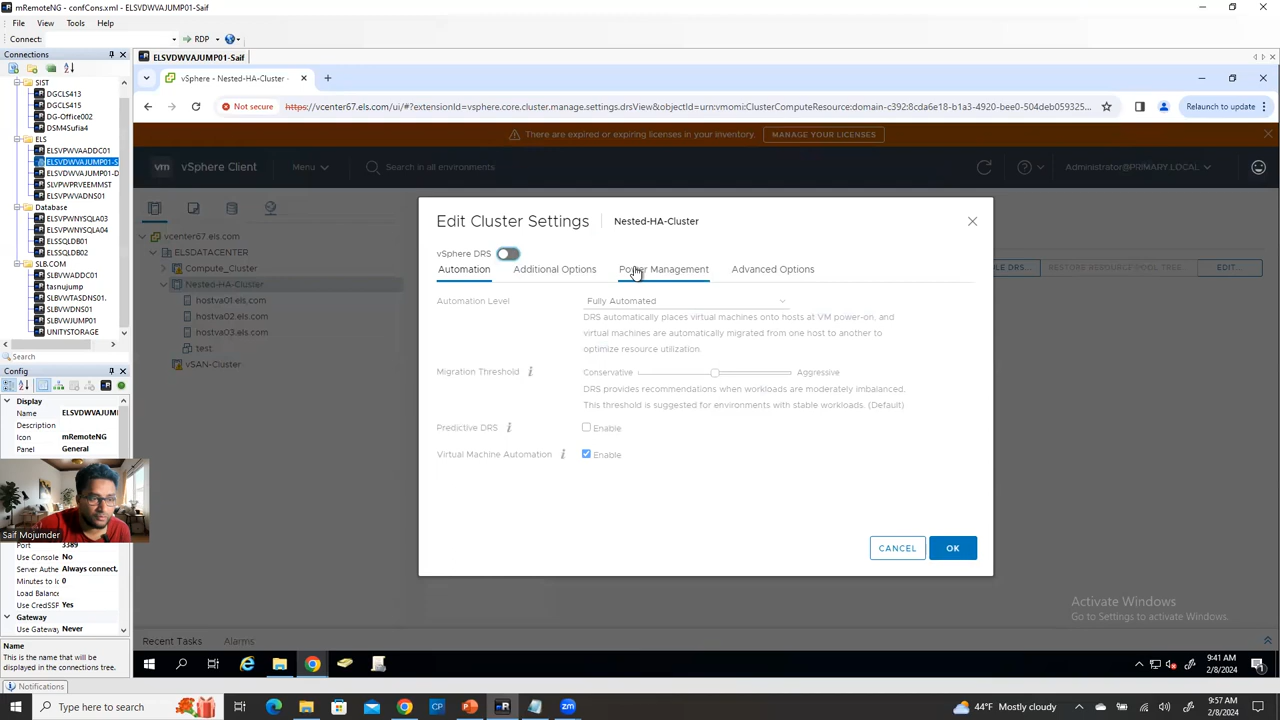 mRemoteNG - confCons.xml - ELSVDWVAJUMP01-Saif
File View Tools Help
Connect: RDP
Connections
SIST
DGCLS413
DGCLS415
DG-Office002
DSM4Sufia4
ELS
ELSVPWVAADDC01
ELSVDWVAJUMP01-S
ELSVDWVAJUMP01-D
SLVPWPRVEEMMST
ELSVPWVADNS01
Database
ELSVPWNYSQLA03
ELSVPWNYSQLA04
ELSSQLDB01
ELSSQLDB02
SLB.COM
SLBVWADDC01
tasnujump
SLBVWTASDNS01.
SLBVWDNS01
SLBVWJUMP01
UNITYSTORAGE
Search
Config
Display
Name ELSVDWVAJUM
Description
Icon mRemoteNG
Panel General
Saif Mojumder
Port 3389
Use Console No
Server Authe Always connect,
Minutes to Id 0
Load Balance
Use CredSSP Yes
Gateway
Use Gateway Never
Name
This is the name that will be
displayed in the connections tree.
Notifications
ELSVDWVAJUMP01-Saif
vSphere - Nested-HA-Cluster -
Not secure https://vcenter67.els.com/ui/#?extensionId=vsphere.core.cluster.manage.settings.drsView&objectId=urn:vmomi:ClusterComputeResource:domain-c392:8cda6e18-b1a3-4920-bee0-504deb059325... Relaunch to update
There are expired or expiring licenses in your inventory. MANAGE YOUR LICENSES
vm vSphere Client Menu Search in all environments Administrator@PRIMARY.LOCAL
vcenter67.els.com
ELSDATACENTER
Compute_Cluster
Nested-HA-Cluster
hostva01.els.com
hostva02.els.com
hostva03.els.com
test
vSAN-Cluster
Edit Cluster Settings Nested-HA-Cluster
vSphere DRS
Automation Additional Options Power Management Advanced Options
Automation Level Fully Automated
DRS automatically places virtual machines onto hosts at VM power-on, and
virtual machines are automatically migrated from one host to another to
optimize resource utilization.
Migration Threshold Conservative Aggressive
DRS provides recommendations when workloads are moderately imbalanced.
This threshold is suggested for environments with stable workloads. (Default)
Predictive DRS Enable
Virtual Machine Automation Enable
CANCEL OK
DRS... RESTORE RESOURCE POOL TREE EDIT...
Activate Windows
Go to Settings to activate Windows.
Recent Tasks Alarms
9:41 AM
2/8/2024
Type here to search
44°F Mostly cloudy
9:57 AM
2/8/2024